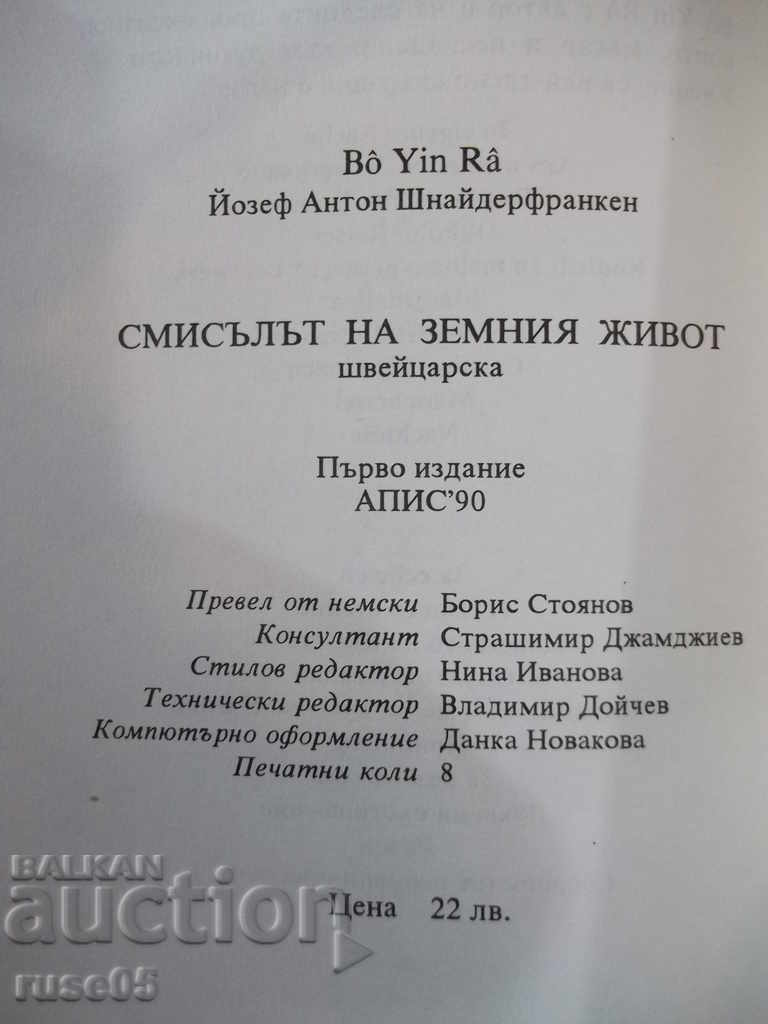 Bô Yin Râ
Йозеф Антон Шнайдерфранкен
СМИСЪЛЪТ НА ЗЕМНИЯ ЖИВОТ
швейцарска
Първо издание
АПИС'90
Превел от немски Борис Стоянов
Консултант Страшимир Джамджиев
Стилов редактор Нина Иванова
Технически редактор Владимир Дойчев
Компютърно оформление Данка Новакова
Печатни коли 8
Цена 22 лв.
BALKAN
auction
ruse05